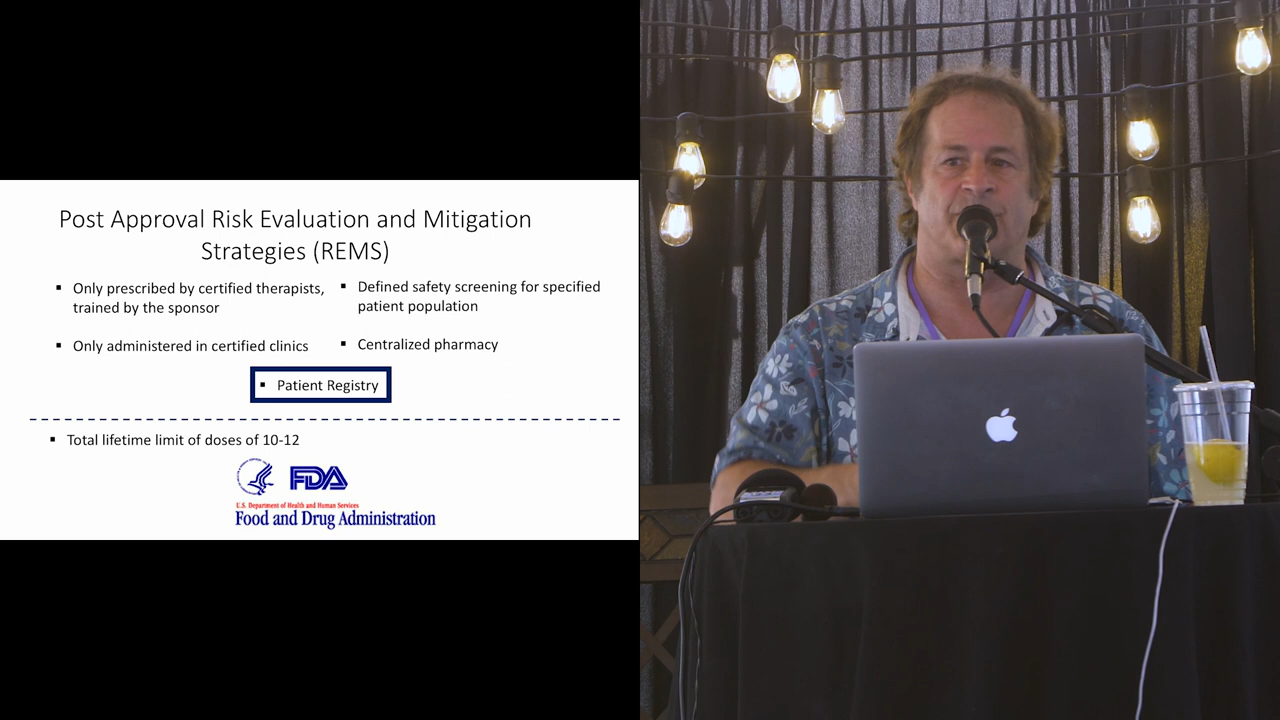 Post Approval Risk Evaluation and Mitigation
Strategies (REMS)
▪ Only prescribed by certified therapists,
trained by the sponsor
▪ Only administered in certified clinics
▪ Defined safety screening for specified
patient population
▪ Centralized pharmacy
▪ Patient Registry
▪ Total lifetime limit of doses of 10-12
FDA
U.S. Department of Health and Human Services
Food and Drug Administration